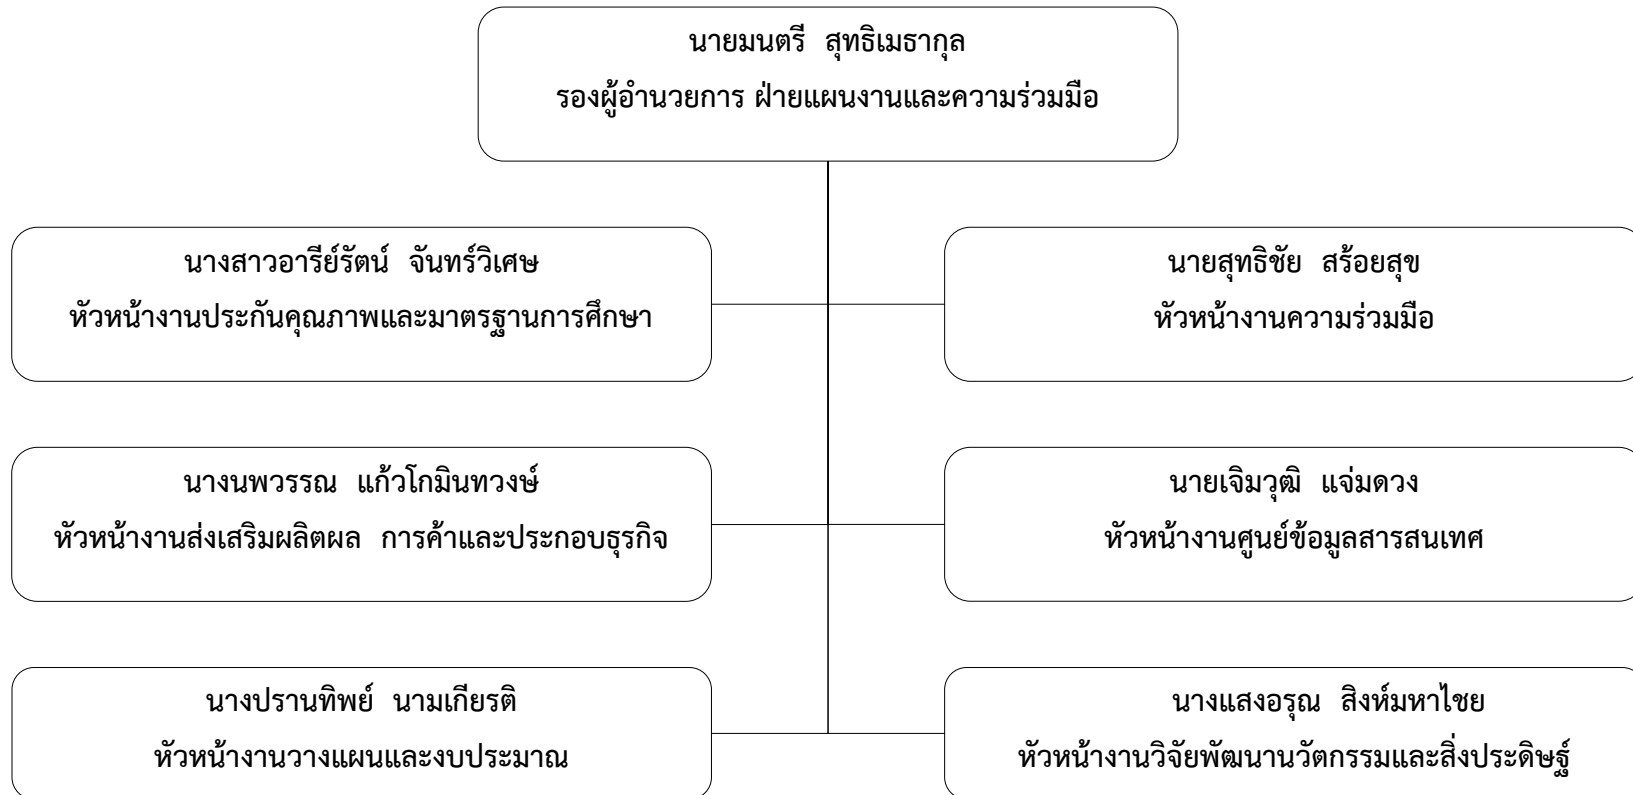 นายมนตรี สุทธิเมธากุล
รองผู้อำนวยการ ฝ่ายแผนงานและความร่วมมือ
นางสาวอารีย์รัตน์ จันทร์วิเศษ
หัวหน้างานประกันคุณภาพและมาตรฐานการศึกษา
นายสุทธิชัย สร้อยสุข
หัวหน้างานความร่วมมือ
นางนพวรรณ แก้วโกมินทวงษ์
หัวหน้างานส่งเสริมผลิตผล การค้าและประกอบธุรกิจ
นายเจิมวุฒิ แจ่มดวง
หัวหน้างานศูนย์ข้อมูลสารสนเทศ
นางปรานทิพย์ นามเกียรติ
หัวหน้างานวางแผนและงบประมาณ
นางแสงอรุณ สิงห์มหาไชย
หัวหน้างานวิจัยพัฒนานวัตกรรมและสิ่งประดิษฐ์